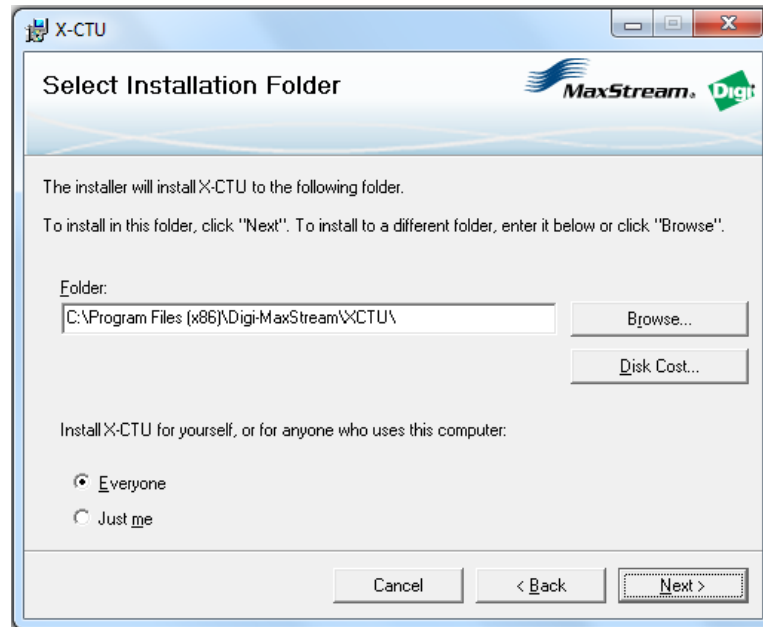 X-CTU
Select Installation Folder
MaxStream. Digi
The installer will install X-CTU to the following folder.
To install in this folder, click "Next". To install to a different folder, enter it below or click "Browse".
Folder:
C:\Program Files (x86)\Digi-MaxStream\XCTU\
Browse...
Disk Cost...
Install X-CTU for yourself, or for anyone who uses this computer:
Everyone
Just me
Cancel
< Back
Next >